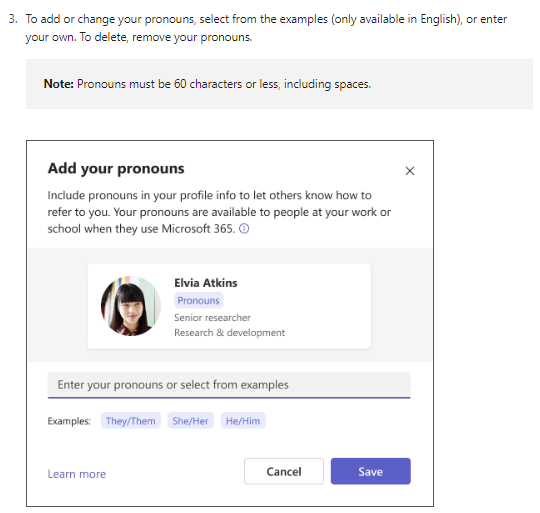 3. To add or change your pronouns, select from the examples (only available in English), or enter
your own. To delete, remove your pronouns.
Note: Pronouns must be 60 characters or less, including spaces.
Add your pronouns
Include pronouns in your profile info to let others know how to
refer to you. Your pronouns are available to people at your work or
school when they use Microsoft 365.
Elvia Atkins
Pronouns
Senior researcher
Research & development
Enter your pronouns or select from examples
Examples: They/Them She/Her He/Him
Learn more Cancel Save